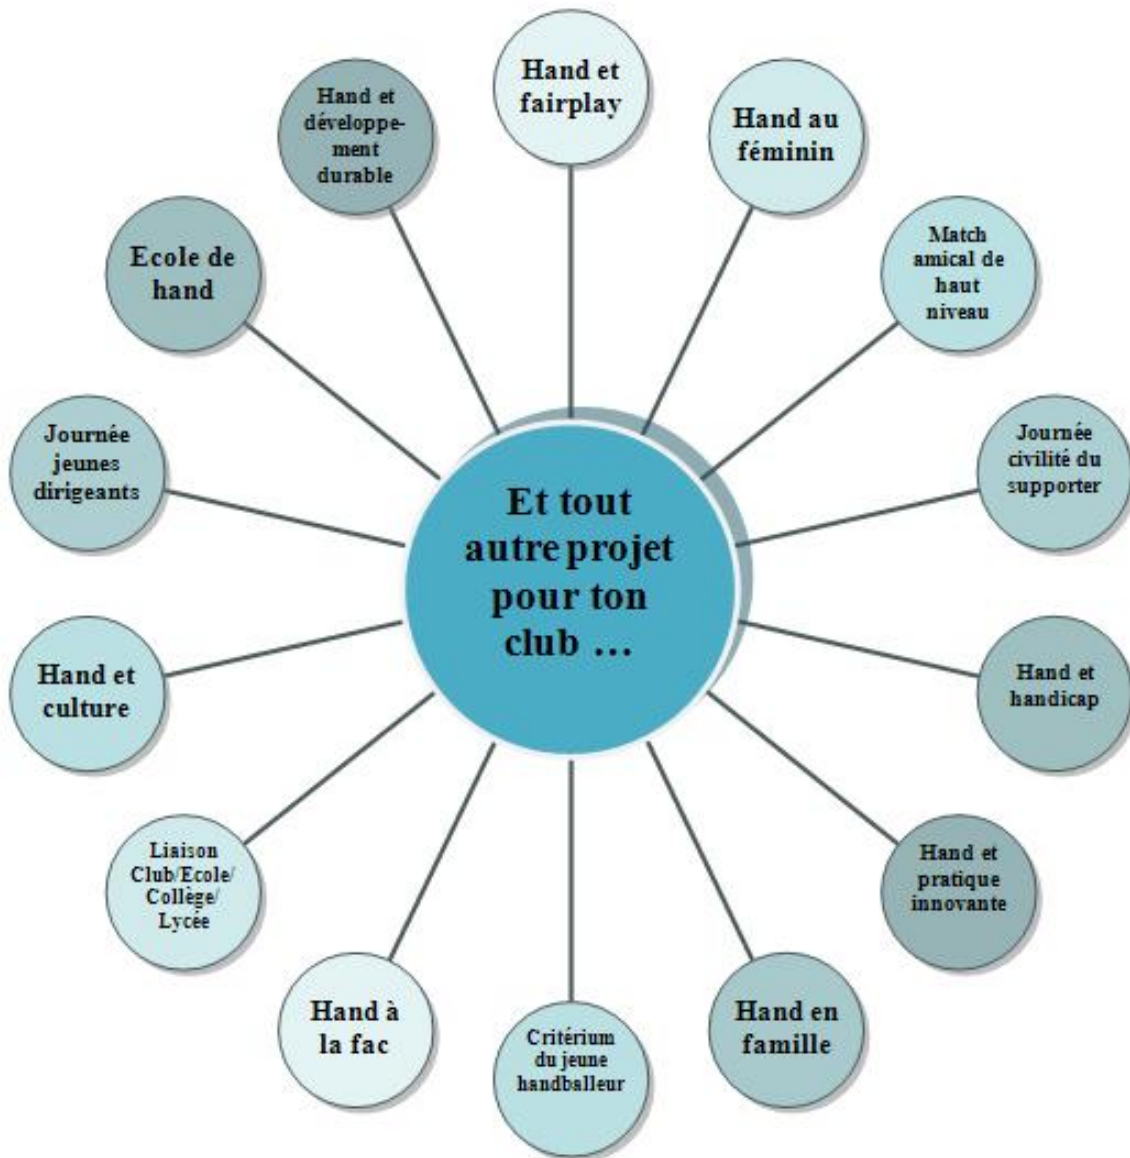 Hand et
fairplay
Hand au
féminin
Match
amical de
haut
niveau
Journée
civilité du
supporter
Hand et
handicap
Hand et
pratique
innovante
Hand en
famille
Critérium
du jeune
handballeur
Hand à
la fac
Liaison
Club/Ecole/
Collège/
Lycée
Hand et
culture
Journée
jeunes
dirigeants
Ecole de
hand
Hand et
développe-
ment
durable
Et tout
autre projet
pour ton
club ...